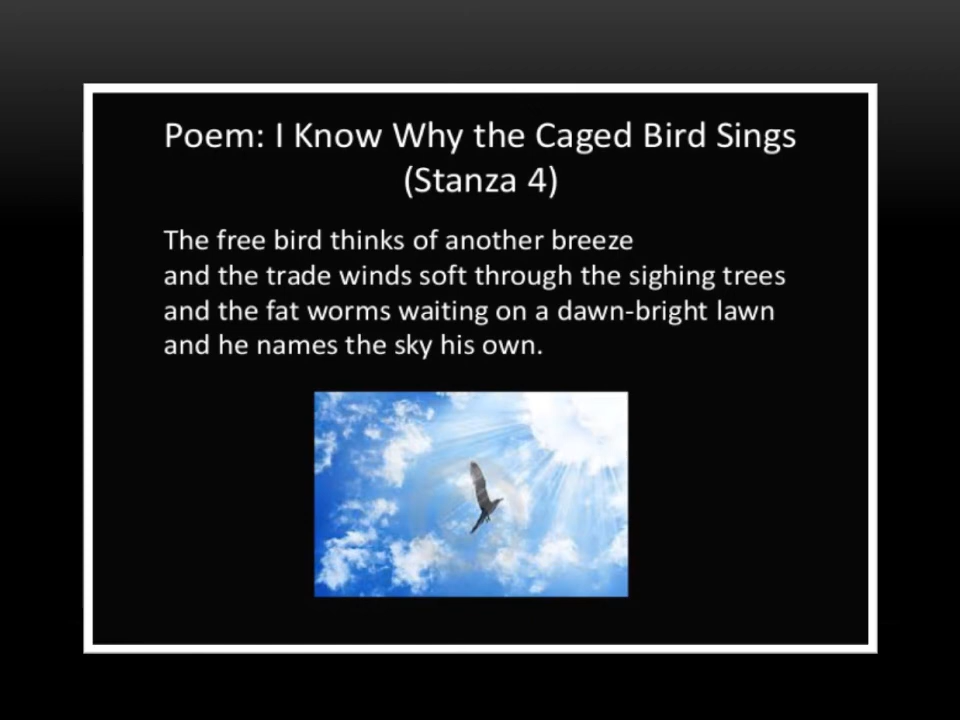 Poem: I Know Why the Caged Bird Sings
(Stanza 4)
The free bird thinks of another breeze
and the trade winds soft through the sighing trees
and the fat worms waiting on a dawn-bright lawn
and he names the sky his own.